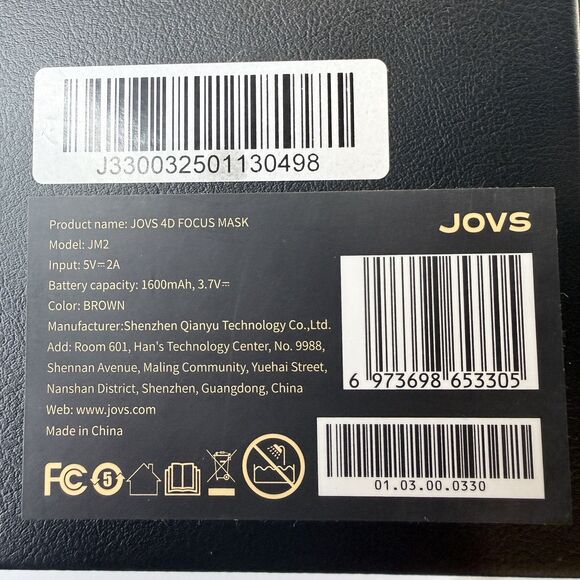 J330032501130498
JOVS
Product name: JOVS 4D FOCUS MASK
Model: JM2
Input: 5V⎓2A
Battery capacity: 1600mAh, 3.7V⎓
Color: BROWN
Manufacturer:Shenzhen Qianyu Technology Co.,Ltd.
Add: Room 601, Han's Technology Center, No. 9988,
Shennan Avenue, Maling Community, Yuehai Street,
Nanshan District, Shenzhen, Guangdong, China
Web: www.jovs.com
Made in China
6 973698 653305
FC 5
01.03.00.0330